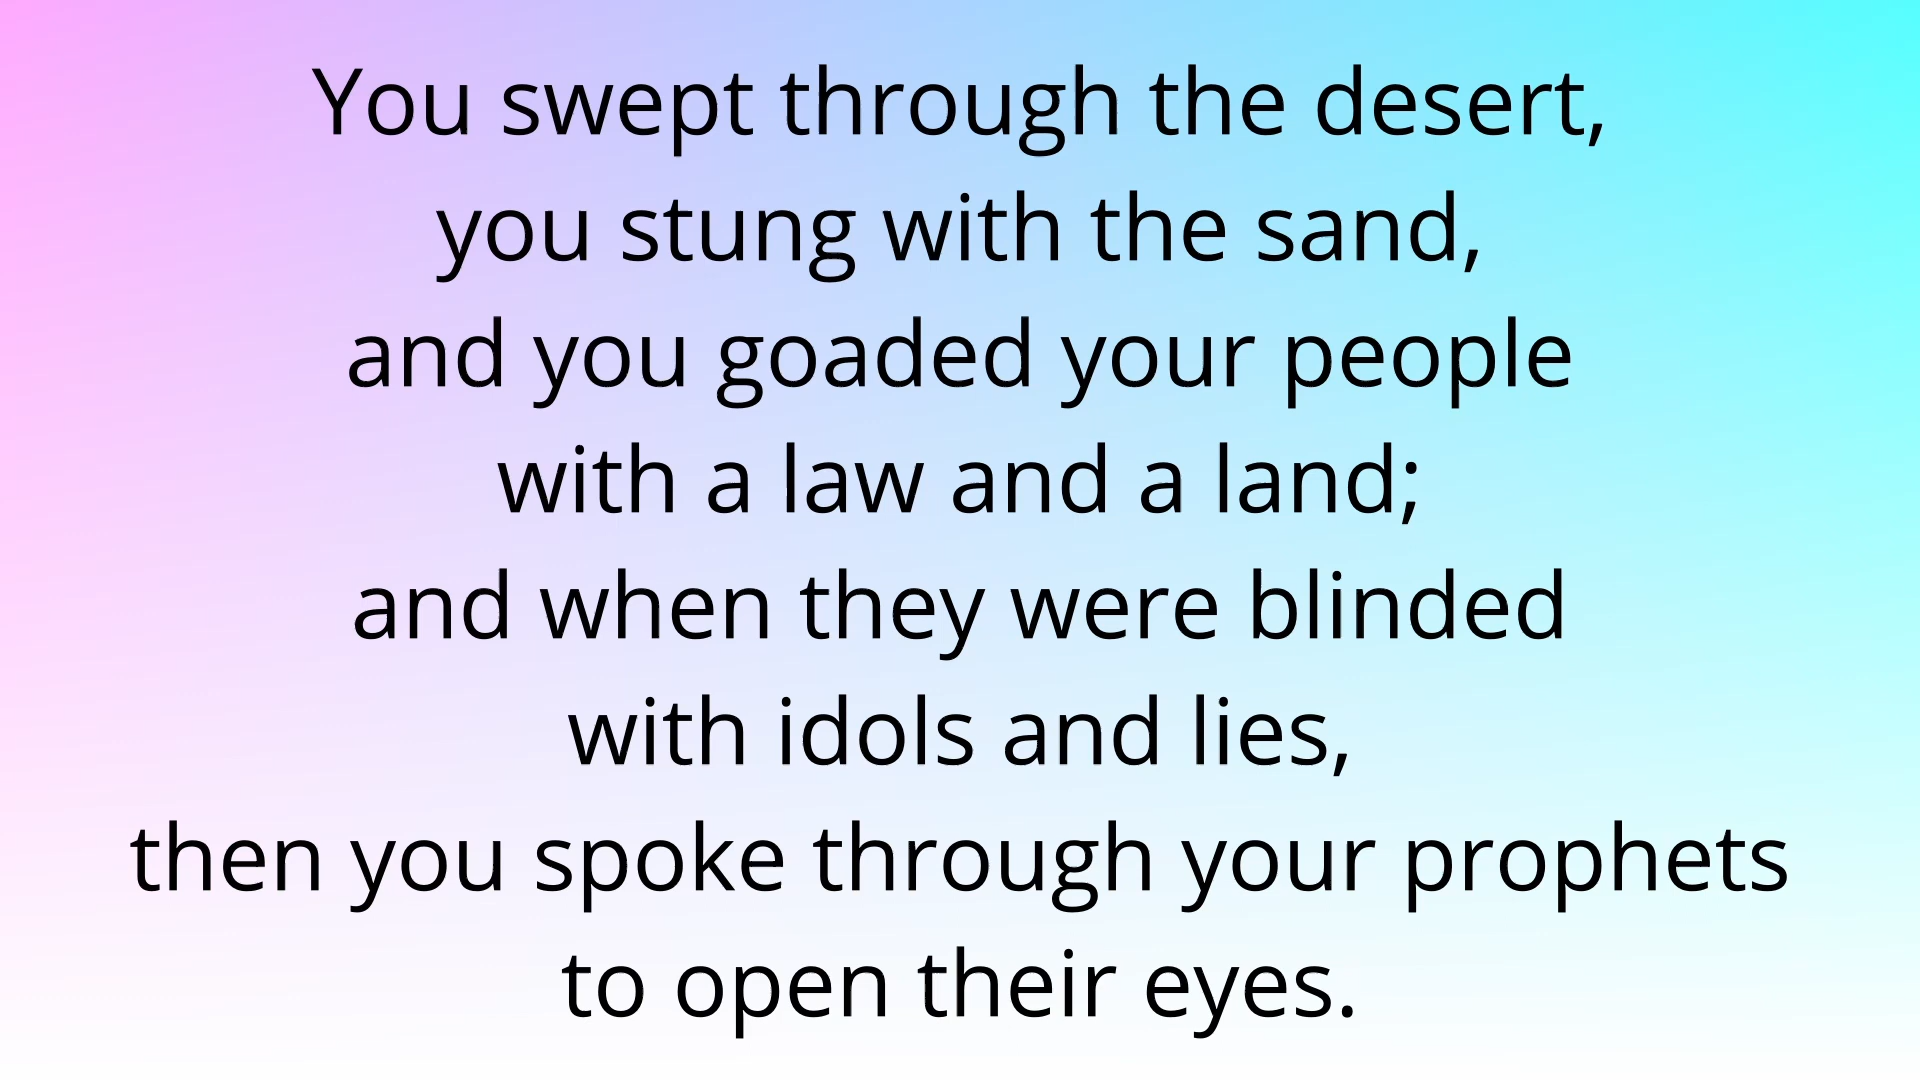 You swept through the desert,
you stung with the sand,
and you goaded your people
with a law and a land;
and when they were blinded
with idols and lies,
then you spoke through your prophets
to open their eyes.